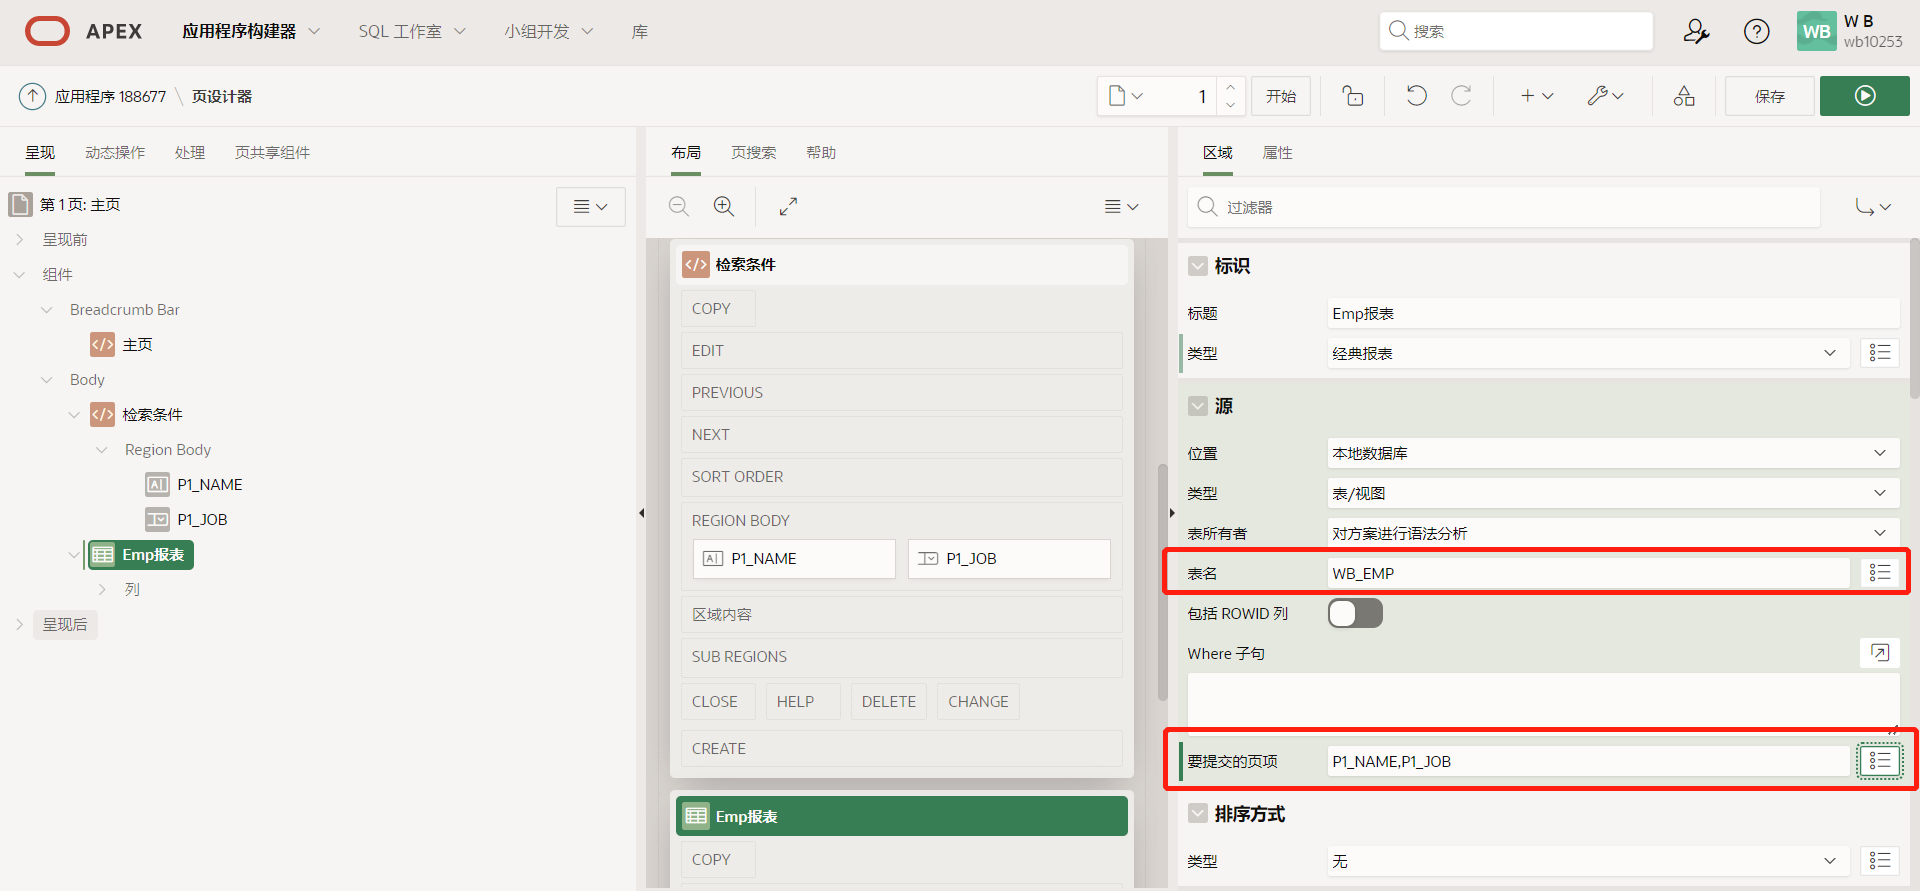 APEX 应用程序构建器 SQL 工作室 小组开发 库 搜索 WB W B
wb10253
应用程序 188677 \ 页设计器 1 开始 保存
呈现 动态操作 处理 页共享组件
第 1 页: 主页
呈现前
组件
Breadcrumb Bar
主页
Body
检索条件
Region Body
P1_NAME
P1_JOB
Emp报表
列
呈现后
布局 页搜索 帮助
检索条件
COPY
EDIT
PREVIOUS
NEXT
SORT ORDER
REGION BODY
P1_NAME P1_JOB
区域内容
SUB REGIONS
CLOSE HELP DELETE CHANGE
CREATE
Emp报表
COPY
区域 属性
过滤器
标识
标题 Emp报表
类型 经典报表
源
位置 本地数据库
类型 表/视图
表所有者 对方案进行语法分析
表名 WB_EMP
包括 ROWID 列
Where 子句
要提交的页项 P1_NAME,P1_JOB
排序方式
类型 无